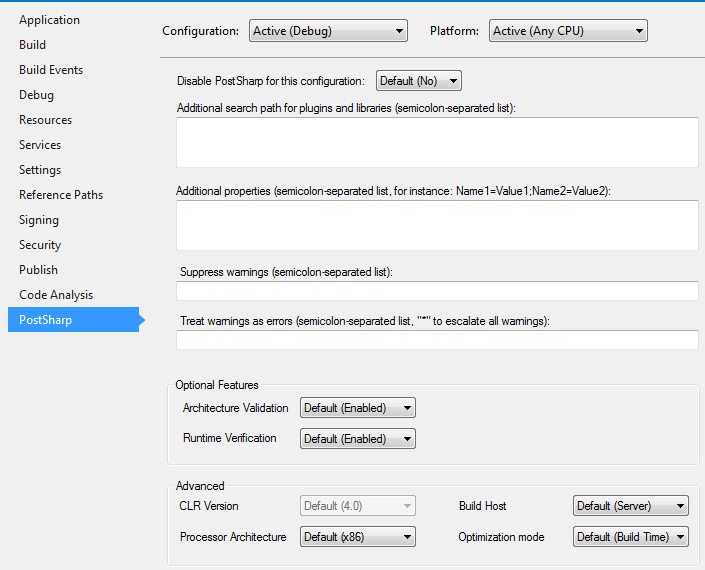 Application
Build
Build Events
Debug
Resources
Services
Settings
Reference Paths
Signing
Security
Publish
Code Analysis
PostSharp
Configuration: Active (Debug) Platform: Active (Any CPU)
Disable PostSharp for this configuration: Default (No)
Additional search path for plugins and libraries (semicolon-separated list):
Additional properties (semicolon-separated list, for instance: Name1=Value1;Name2=Value2):
Suppress warnings (semicolon-separated list):
Treat warnings as errors (semicolon-separated list, "*" to escalate all warnings):
Optional Features
Architecture Validation Default (Enabled)
Runtime Verification Default (Enabled)
Advanced
CLR Version Default (4.0) Build Host Default (Server)
Processor Architecture Default (x86) Optimization mode Default (Build Time)